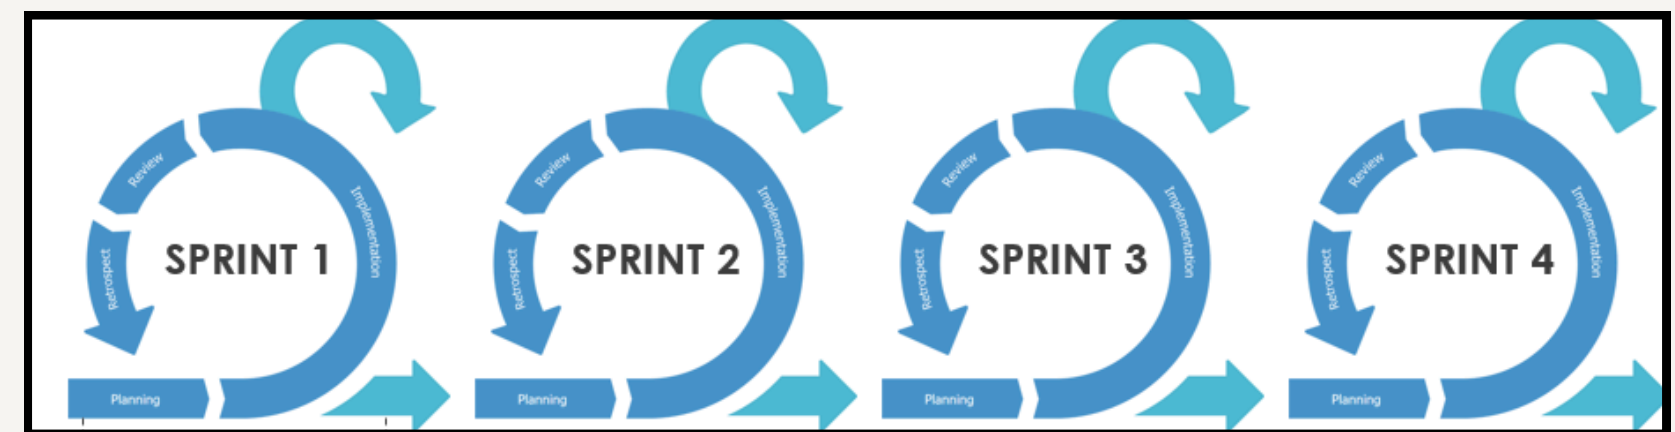 Review
Implementation
SPRINT 1
Retrospect
Planning
Review
Implementation
SPRINT 2
Retrospect
Planning
Review
Implementation
SPRINT 3
Retrospect
Planning
Review
Implementation
SPRINT 4
Retrospect
Planning